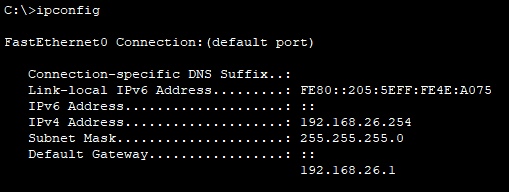 C:\>ipconfig
FastEthernet0 Connection:(default port)
Connection-specific DNS Suffix..:
Link-local IPv6 Address.........: FE80::205:5EFF:FE4E:A075
IPv6 Address....................: ::
IPv4 Address....................: 192.168.26.254
Subnet Mask.....................: 255.255.255.0
Default Gateway.................: ::
192.168.26.1